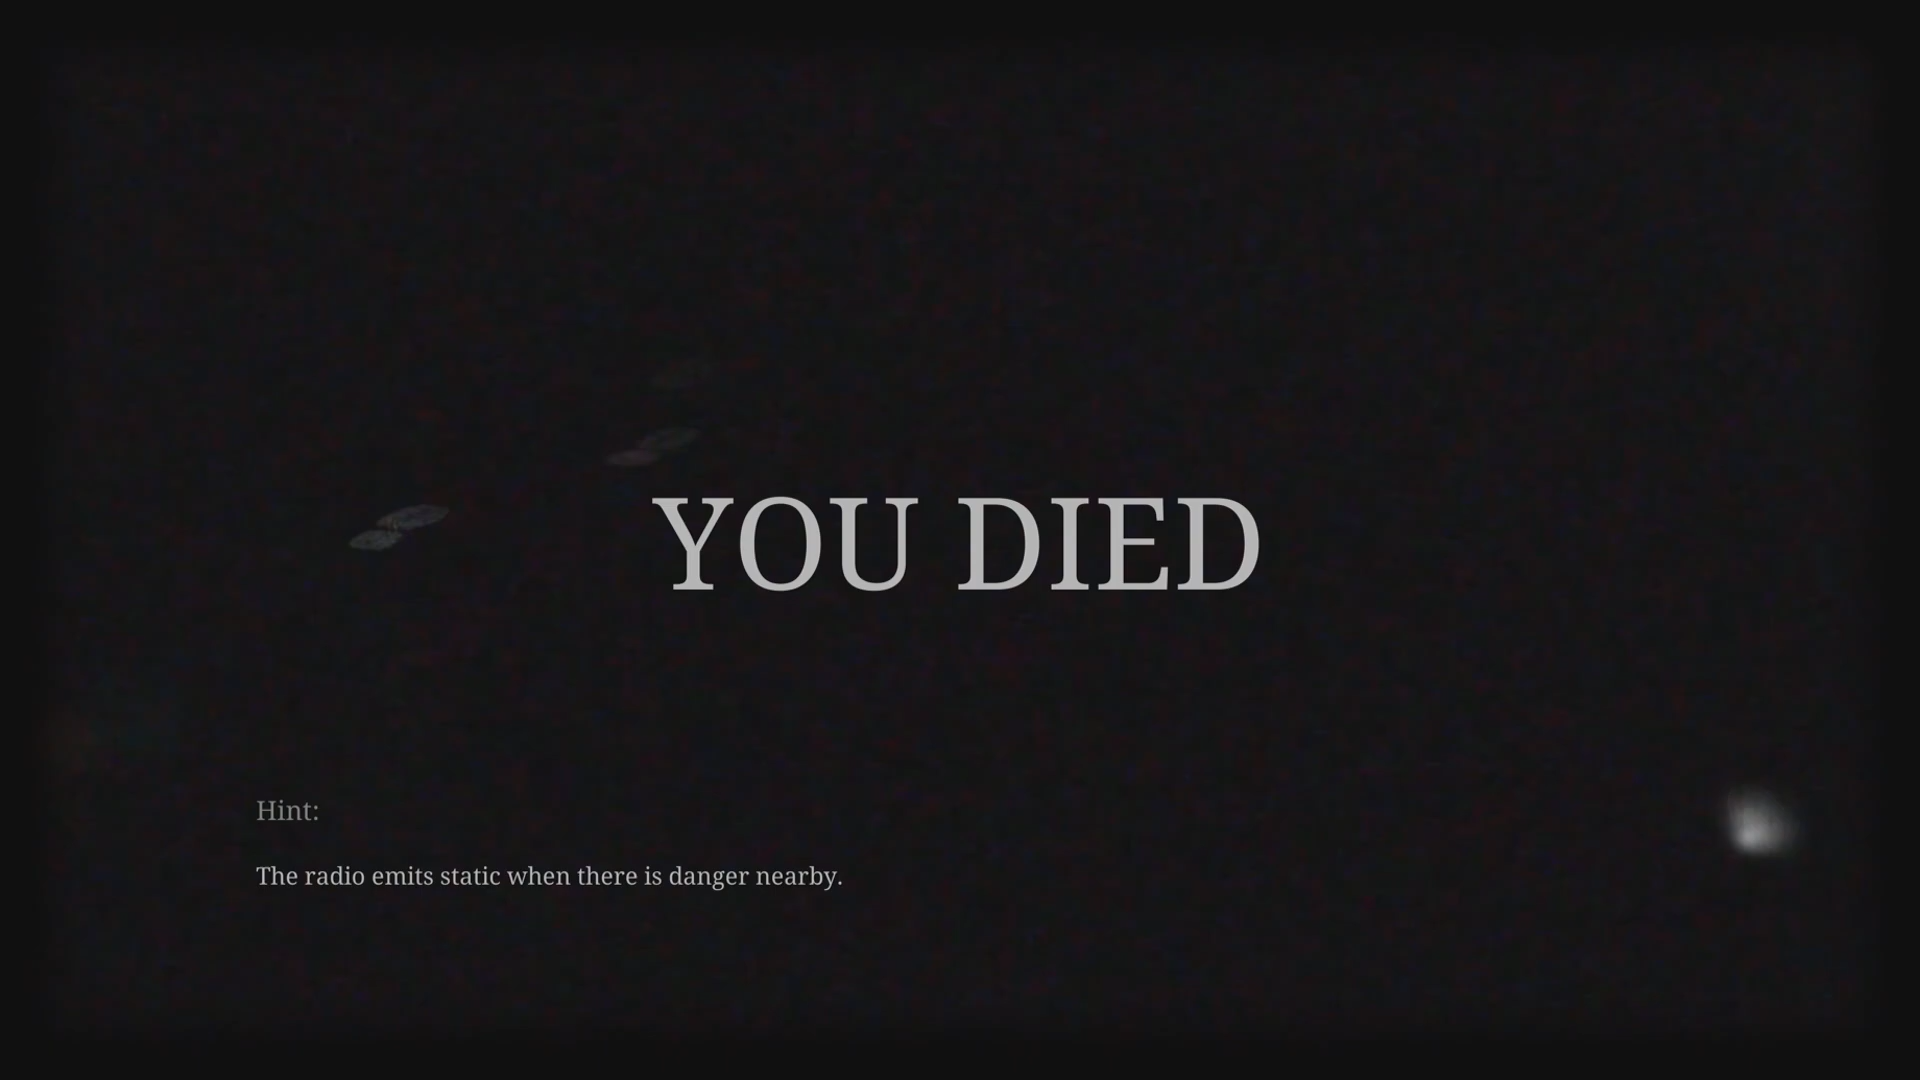 YOU DIED
Hint:
The radio emits static when there is danger nearby.